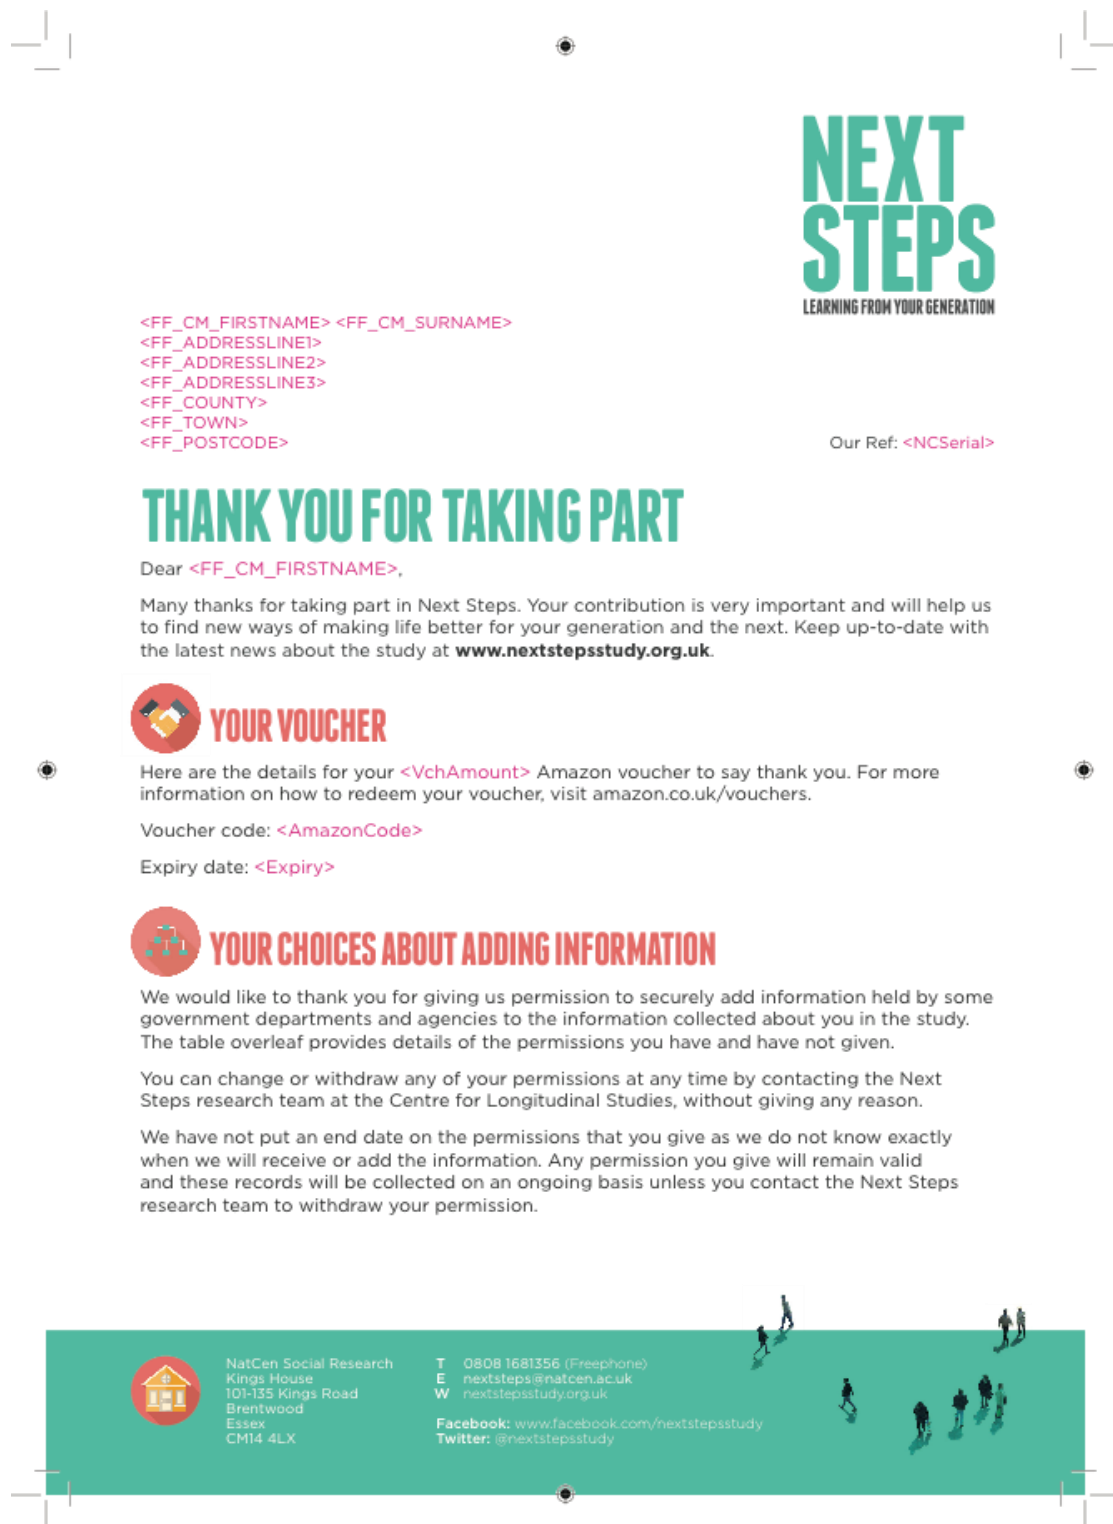 NEXT
STEPS
LEARNING FROM YOUR GENERATION
<FF_CM_FIRSTNAME> <FF_CM_SURNAME>
<FF_ADDRESSLINE1>
<FF_ADDRESSLINE2>
<FF_ADDRESSLINE3>
<FF_COUNTY>
<FF_TOWN>
<FF_POSTCODE>
Our Ref: <NCSerial>
THANK YOU FOR TAKING PART
Dear <FF_CM_FIRSTNAME>,
Many thanks for taking part in Next Steps. Your contribution is very important and will help us
to find new ways of making life better for your generation and the next. Keep up-to-date with
the latest news about the study at www.nextstepsstudy.org.uk.
YOUR VOUCHER
Here are the details for your <VchAmount> Amazon voucher to say thank you. For more
information on how to redeem your voucher, visit amazon.co.uk/vouchers.
Voucher code: <AmazonCode>
Expiry date: <Expiry>
YOUR CHOICES ABOUT ADDING INFORMATION
We would like to thank you for giving us permission to securely add information held by some
government departments and agencies to the information collected about you in the study.
The table overleaf provides details of the permissions you have and have not given.
You can change or withdraw any of your permissions at any time by contacting the Next
Steps research team at the Centre for Longitudinal Studies, without giving any reason.
We have not put an end date on the permissions that you give as we do not know exactly
when we will receive or add the information. Any permission you give will remain valid
and these records will be collected on an ongoing basis unless you contact the Next Steps
research team to withdraw your permission.
NatCen Social Research
Kings House
101-135 Kings Road
Brentwood
Essex
CM14 4LX
T 0808 1681356 (Freephone)
E nextsteps@natcen.ac.uk
W nextstepsstudy.org.uk
Facebook: www.facebook.com/nextstepsstudy
Twitter: @nextstepsstudy